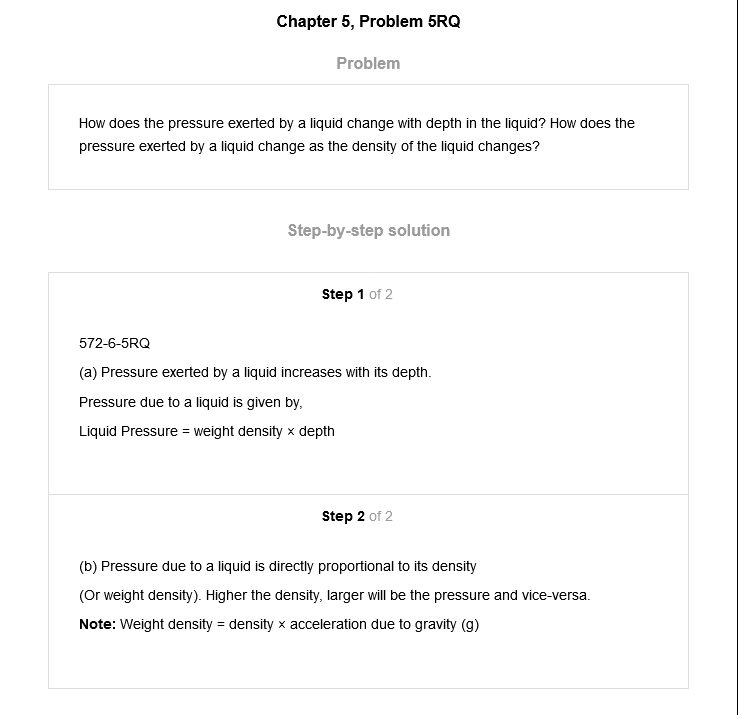 Chapter 5, Problem 5RQ
Problem
How does the pressure exerted by a liquid change with depth in the liquid? How does the
pressure exerted by a liquid change as the density of the liquid changes?
Step-by-step solution
Step 1 of 2
572-6-5RQ
(a) Pressure exerted by a liquid increases with its depth.
Pressure due to a liquid is given by,
Liquid Pressure = weight density × depth
Step 2 of 2
(b) Pressure due to a liquid is directly proportional to its density
(Or weight density). Higher the density, larger will be the pressure and vice-versa.
Note: Weight density = density × acceleration due to gravity (g)